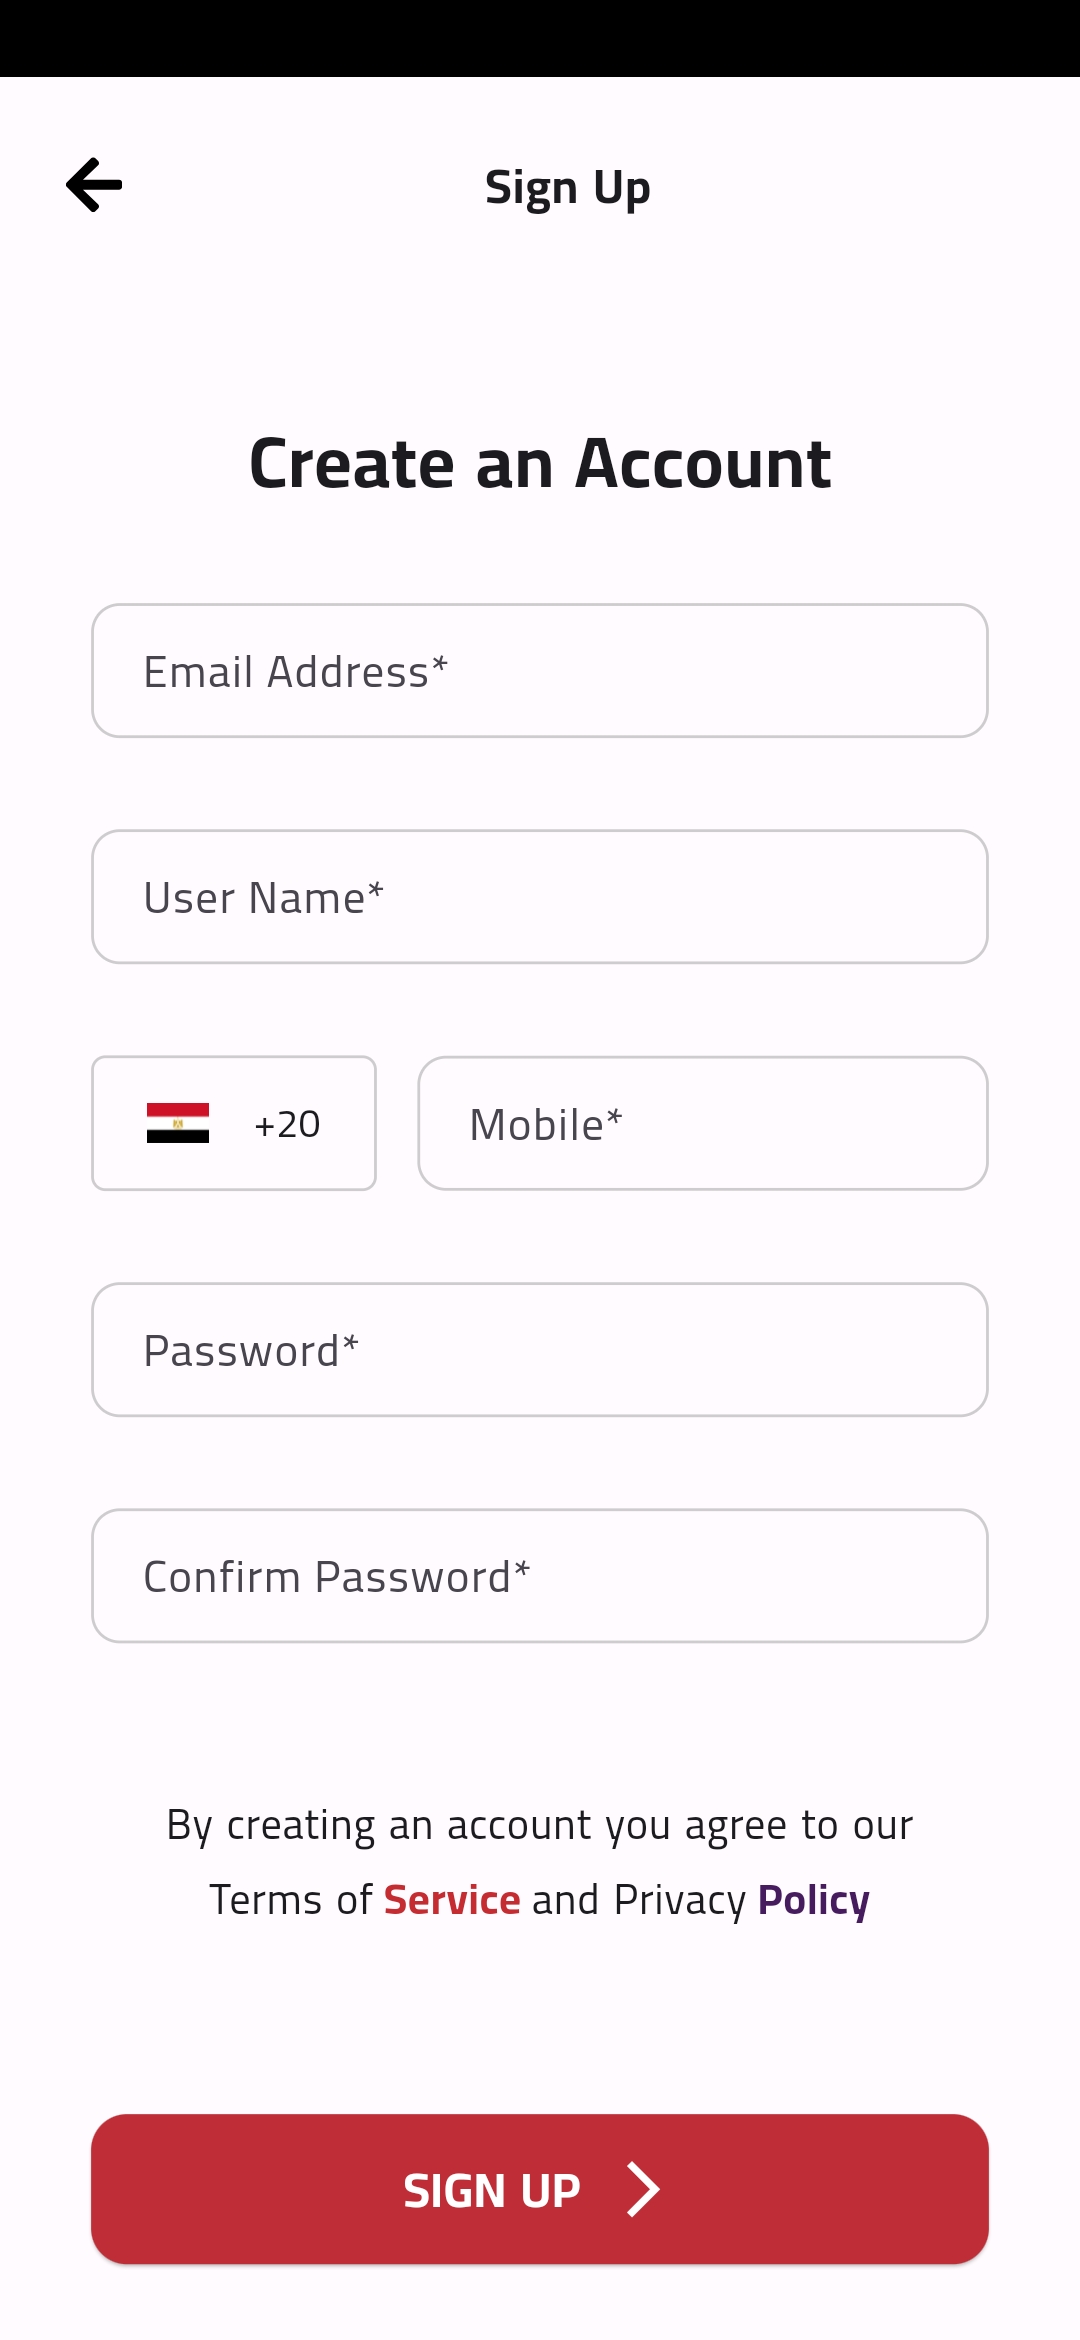 Sign Up
Create an Account
Email Address*
User Name*
+20
Mobile*
Password*
Confirm Password*
By creating an account you agree to our
Terms of Service and Privacy Policy
SIGN UP